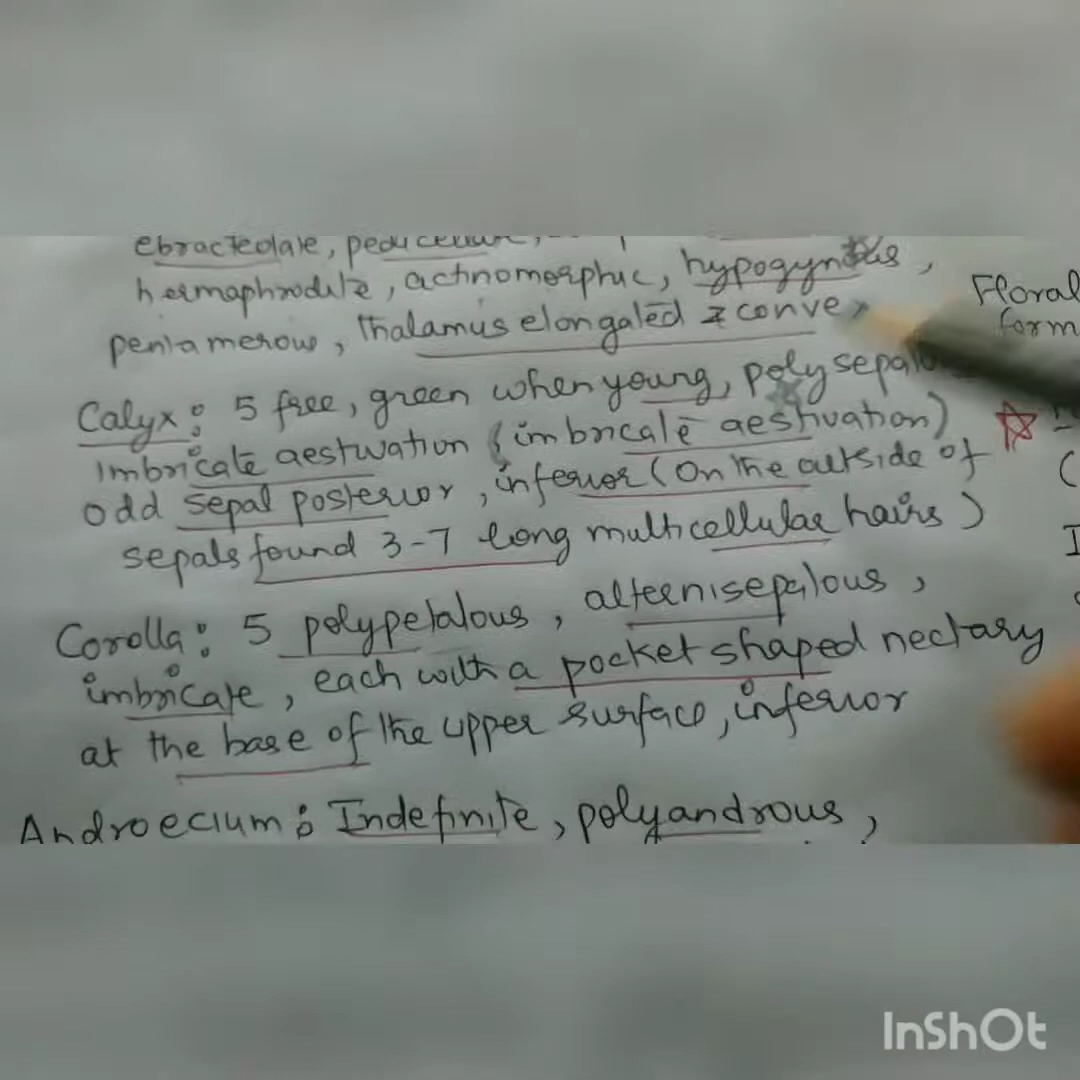 ebracteolate, pedicellate,
hermaphrodite, actinomorphic, hypogynous,
pentamerous, thalamus elongated & convex
Calyx: 5 free, green when young, polysepalous
Imbricate aestivation (imbricate aestivation)
odd sepal posterior, inferior (On the outside of
sepals found 3-7 long multicellular hairs)
Corolla: 5 polypetalous, alternisepalous,
imbricate, each with a pocket shaped nectary
at the base of the upper surface, inferior
Androecium: Indefinite, polyandrous,
Floral
form
InShOt